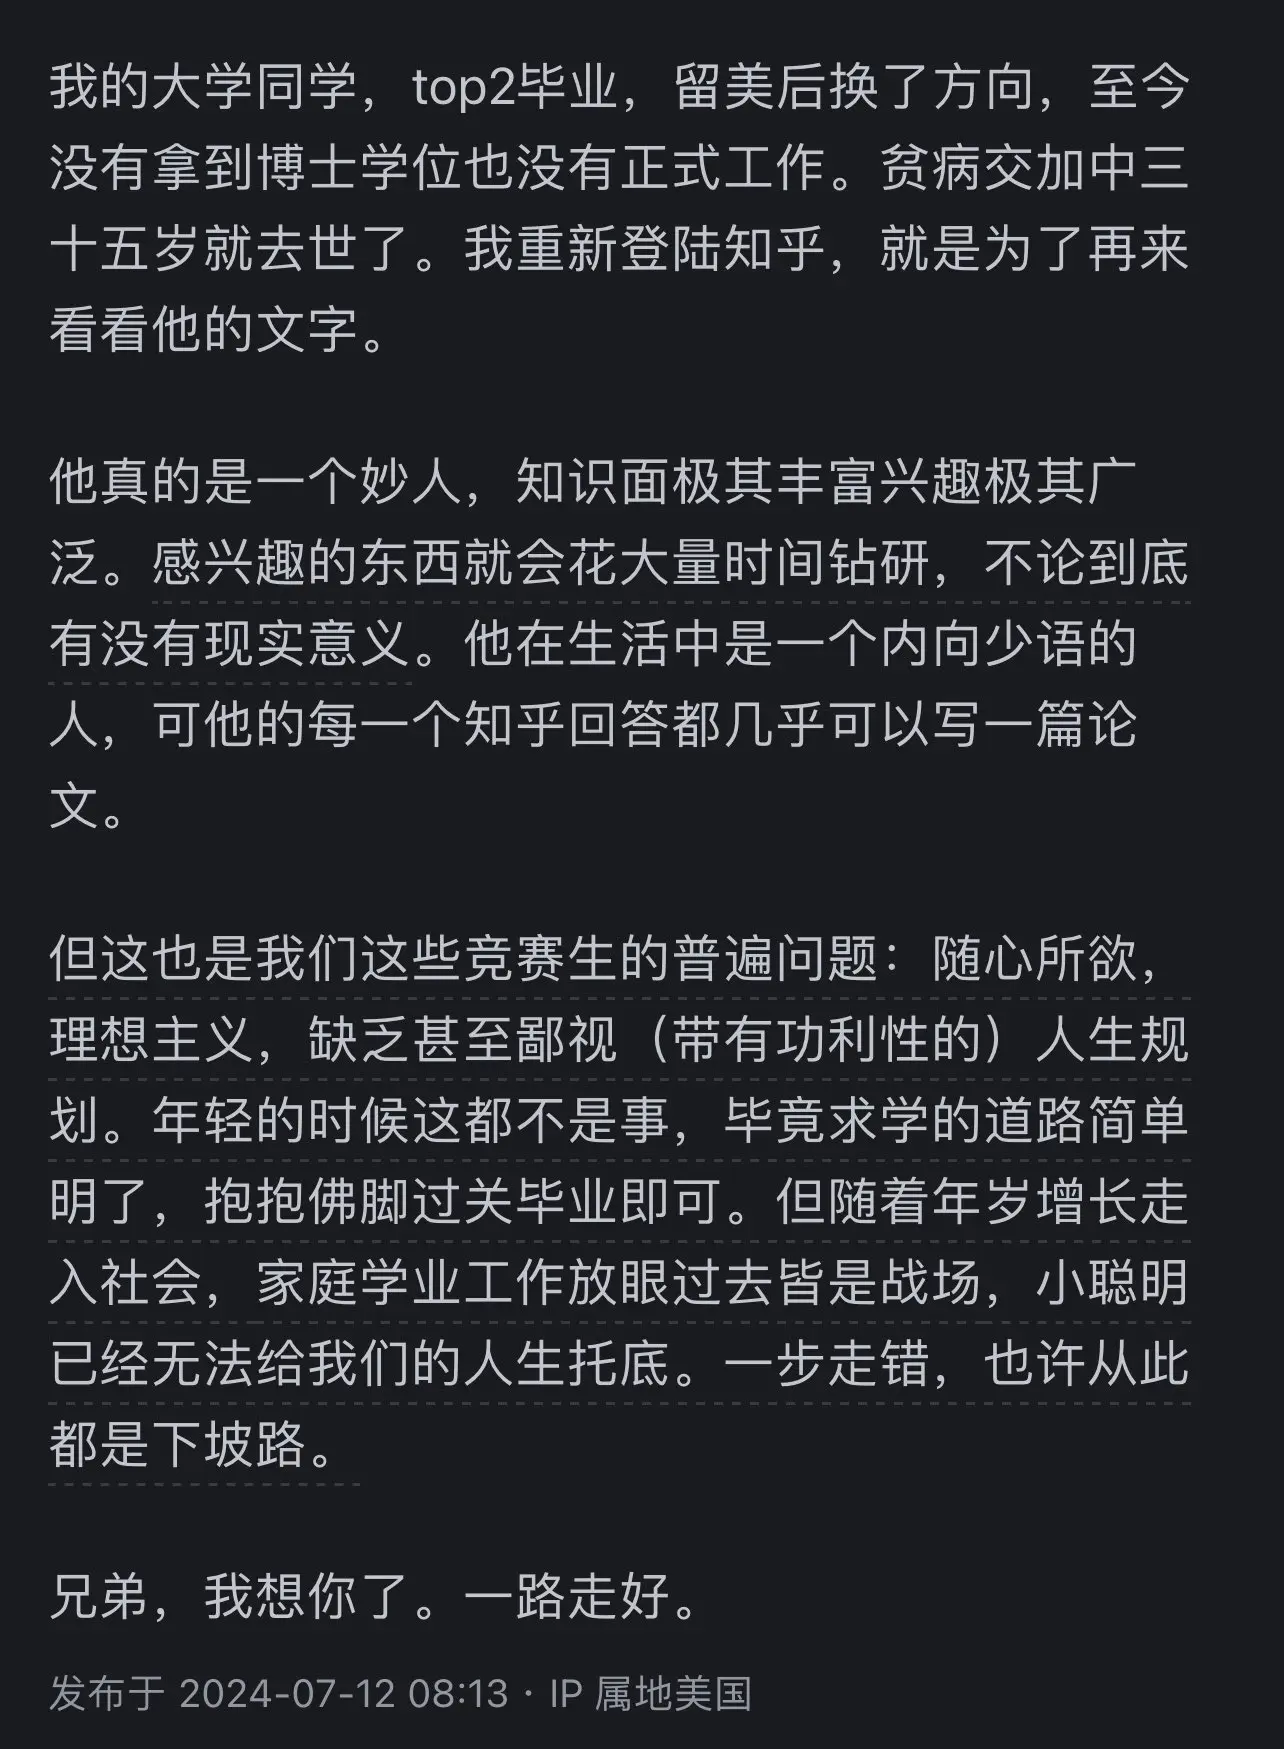 我的大学同学，top2毕业，留美后换了方向，至今
没有拿到博士学位也没有正式工作。贫病交加中三
十五岁就去世了。我重新登陆知乎，就是为了再来
看看他的文字。
他真的是一个妙人，知识面极其丰富兴趣极其广
泛。感兴趣的东西就会花大量时间钻研，不论到底
有没有现实意义。他在生活中是一个内向少语的
人，可他的每一个知乎回答都几乎可以写一篇论
文。
但这也是我们这些竞赛生的普遍问题：随心所欲，
理想主义，缺乏甚至鄙视（带有功利性的）人生规
划。年轻的时候这都不是事，毕竟求学的道路简单
明了，抱抱佛脚过关毕业即可。但随着年岁增长走
入社会，家庭学业工作放眼过去皆是战场，小聪明
已经无法给我们的人生托底。一步走错，也许从此
都是下坡路。
兄弟，我想你了。一路走好。
发布于 2024-07-12 08:13 · IP 属地美国